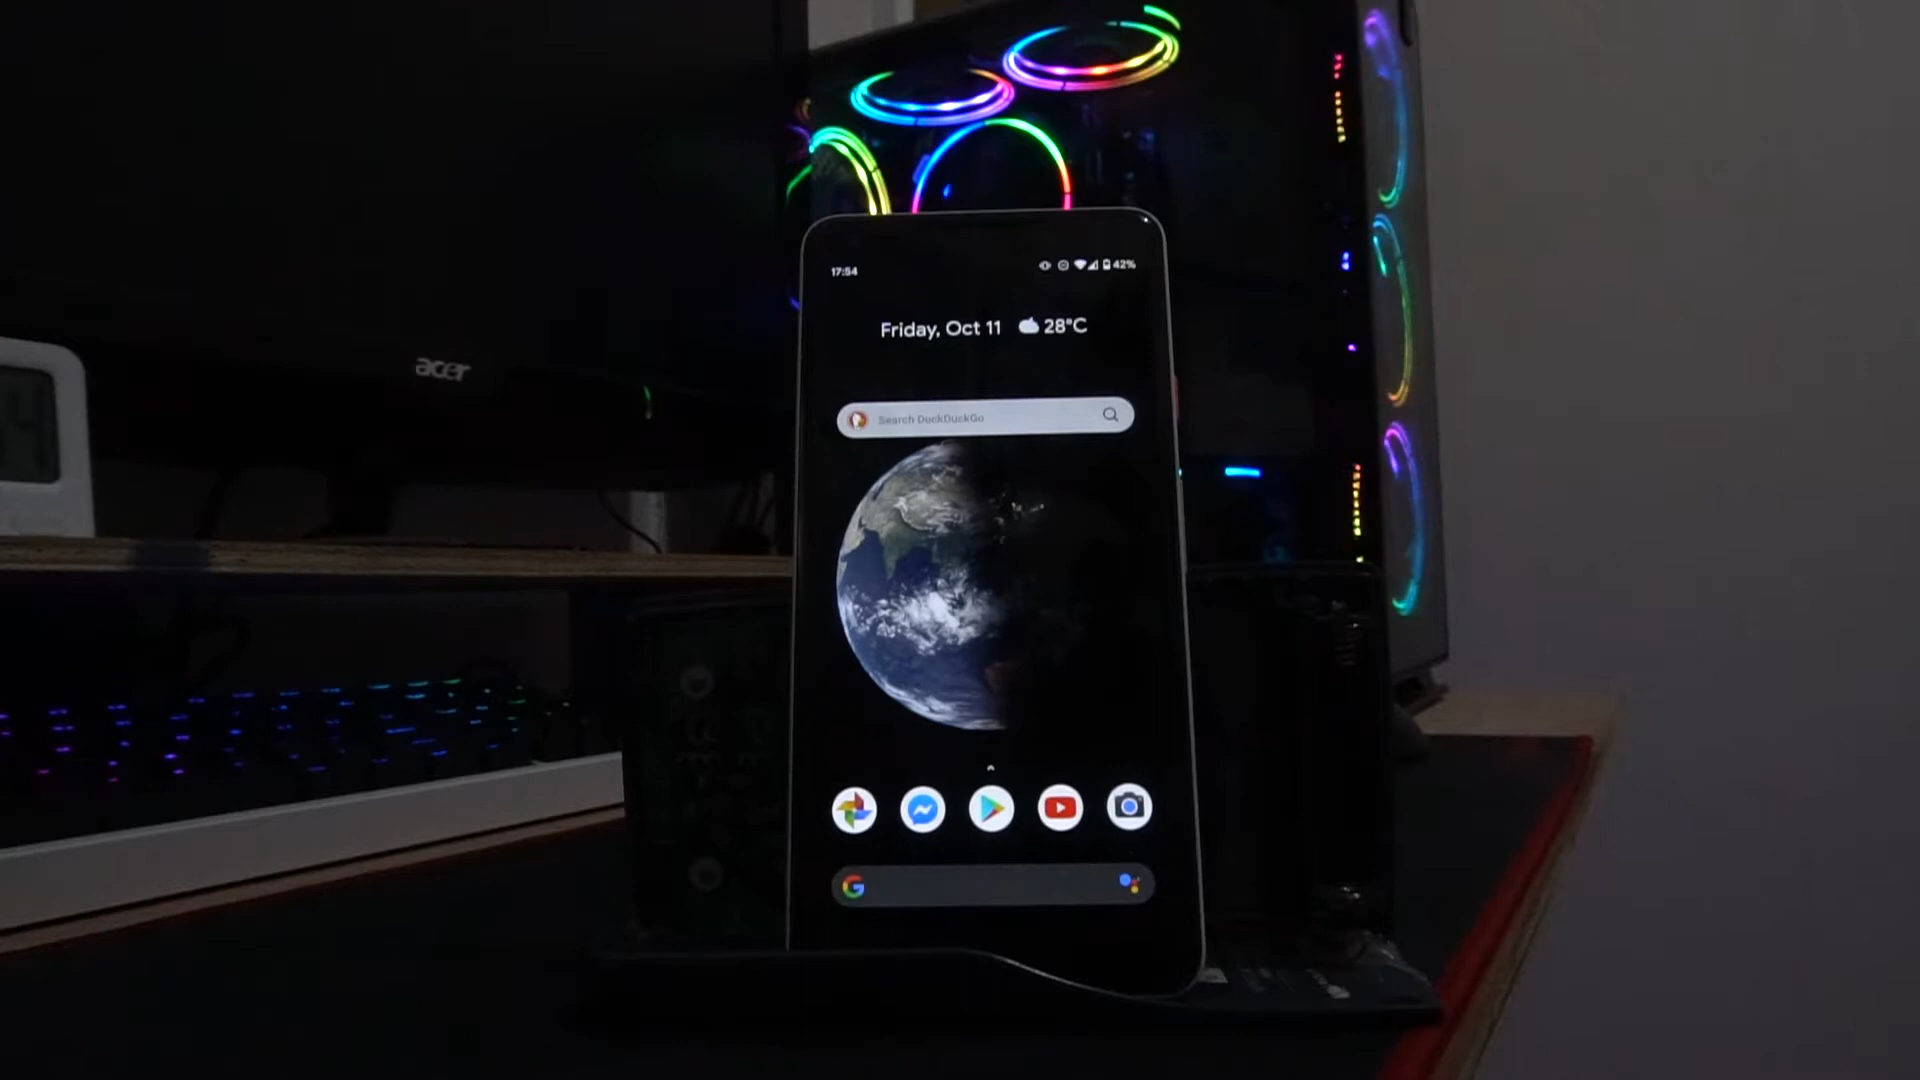 acer
17:54
42%
Friday, Oct 11 28°C
Search DuckDuckGo
G